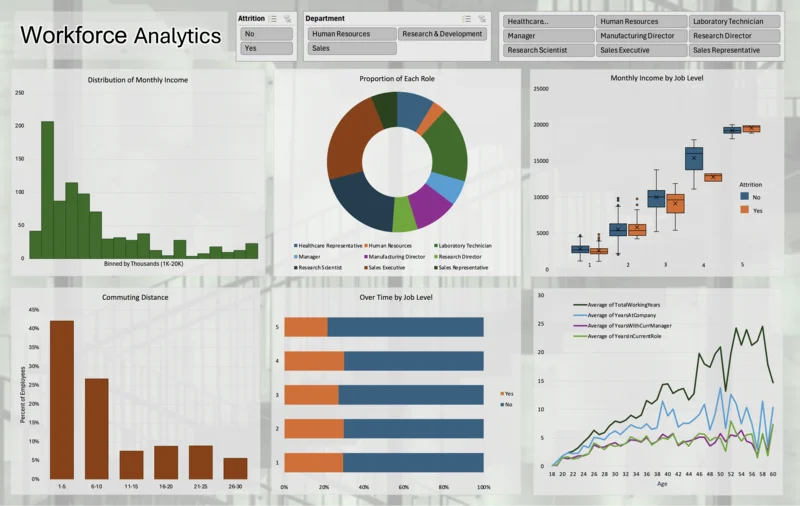 Workforce Analytics
Attrition
No
Yes
Department
Human Resources
Research & Development
Sales
Healthcare...
Human Resources
Laboratory Technician
Manager
Manufacturing Director
Research Director
Research Scientist
Sales Executive
Sales Representative
Distribution of Monthly Income
250
200
150
100
50
0
Binned by Thousands (1K-20K)
Proportion of Each Role
Healthcare Representative Human Resources Laboratory Technician
Manager Manufacturing Director Research Director
Research Scientist Sales Executive Sales Representative
Monthly Income by Job Level
25000
20000
15000
10000
5000
0
1 2 3 4 5
Attrition
No
Yes
Commuting Distance
Percent of Employees
45%
40%
35%
30%
25%
20%
15%
10%
5%
0%
1-5 6-10 11-15 16-20 21-25 26-30
Over Time by Job Level
5
4
3
2
1
0% 20% 40% 60% 80% 100%
Yes
No
30
25
20
15
10
5
0
Average of TotalWorkingYears
Average of YearsAtCompany
Average of YearsWithCurrManager
Average of YearsInCurrentRole
18 20 22 24 26 28 30 32 34 36 38 40 42 44 46 48 50 52 54 56 58 60
Age